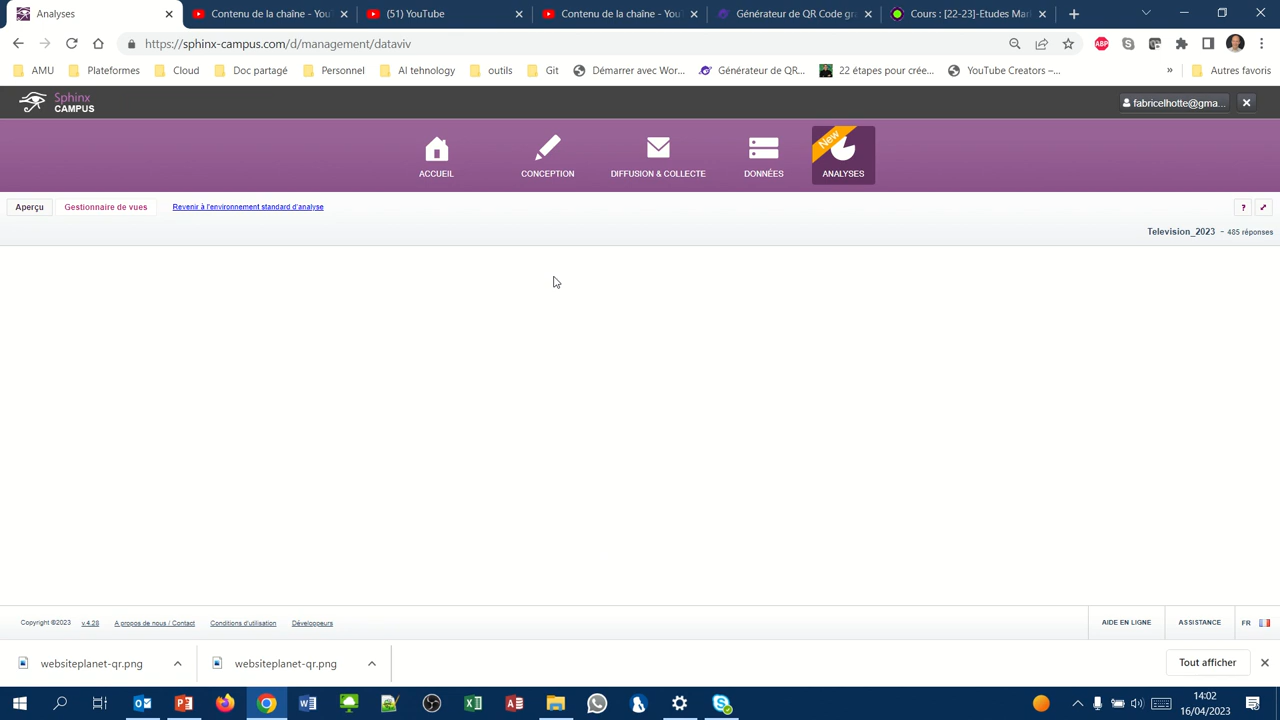 Analyses
Contenu de la chaîne - You
(51) YouTube
Contenu de la chaîne - You
Générateur de QR Code gra
Cours : [22-23]-Etudes Mar
https://sphinx-campus.com/d/management/dataviv
ABP
AMU
Plateformes
Cloud
Doc partagé
Personnel
AI tehnology
outils
Git
Démarrer avec Wor...
Générateur de QR...
22 étapes pour crée...
YouTube Creators –...
»
Autres favoris
Sphinx
CAMPUS
fabricelhotte@gma...
New
ACCUEIL
CONCEPTION
DIFFUSION & COLLECTE
DONNÉES
ANALYSES
Aperçu
Gestionnaire de vues
Revenir à l'environnement standard d'analyse
?
Television_2023 - 485 réponses
Copyright ©2023
v.4.28
A propos de nous / Contact
Conditions d'utilisation
Développeurs
AIDE EN LIGNE
ASSISTANCE
FR
websiteplanet-qr.png
websiteplanet-qr.png
Tout afficher
14:02
16/04/2023